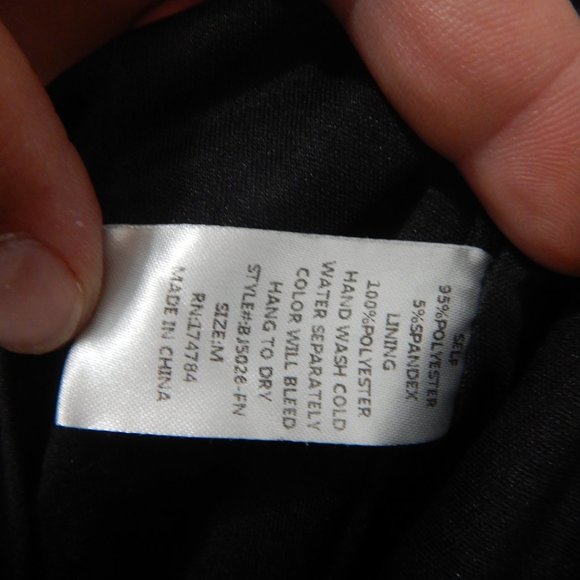 SELF
95%POLYESTER
5%SPANDEX
LINING
100%POLYESTER
HAND WASH COLD
WATER SEPARATELY
COLOR WILL BLEED
HANG TO DRY
STYLE#:BJ5026-FN
SIZE:M
RN:174784
MADE IN CHINA